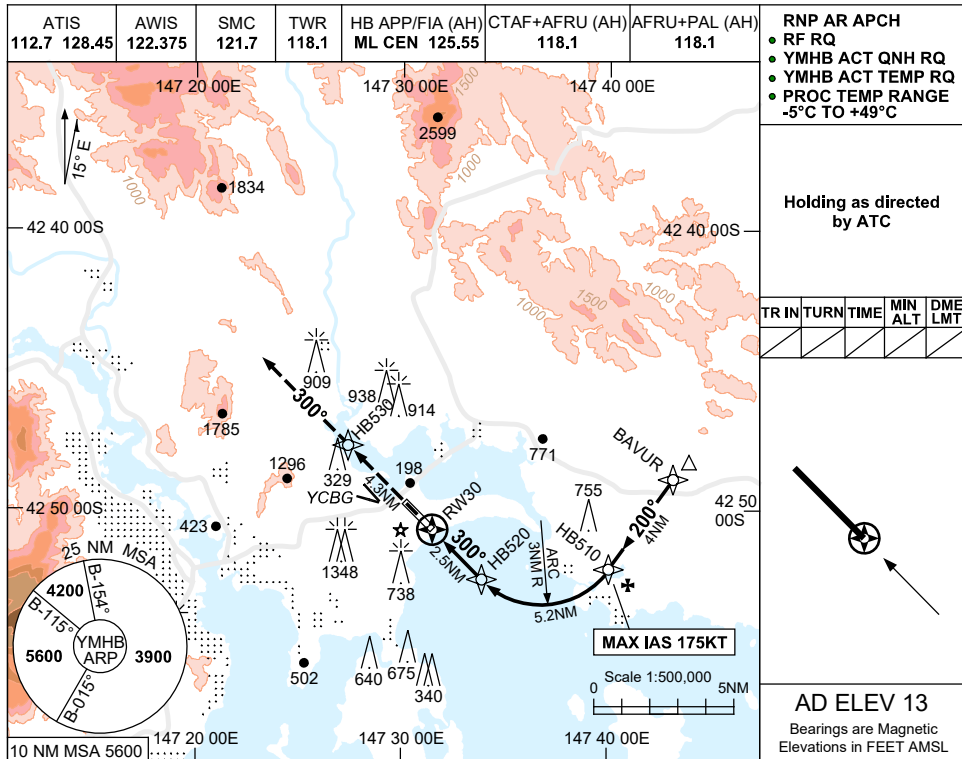 ATIS
112.7 128.45
AWIS
122.375
SMC
121.7
TWR
118.1
HB APP/FIA (AH)
ML CEN 125.55
CTAF+AFRU (AH)
118.1
AFRU+PAL (AH)
118.1
RNP AR APCH
RF RQ
YMHB ACT QNH RQ
YMHB ACT TEMP RQ
PROC TEMP RANGE
-5°C TO +49°C
Holding as directed
by ATC
TR IN
TURN
TIME
MIN
ALT
DME
LMT
147 20 00E
147 30 00E
147 40 00E
1500
2599
15° E
1000
1834
1000
42 40 00S
42 40 00S
1500
1000
1000
909
938
914
300°
HB530
1785
771
BAVUR
1296
329
198
4.3NM
YCBG
RW30
755
42 50 00S
42 50
00S
423
200°
4NM
300°
2.5NM
HB520
HB510
ARC
3NM R
1348
738
5.2NM
25 NM MSA
4200
B-154°
B-115°
YMHB
ARP
5600
3900
B-015°
MAX IAS 175KT
502
640
675
340
Scale 1:500,000
0
5NM
10 NM MSA 5600
147 20 00E
147 30 00E
147 40 00E
AD ELEV 13
Bearings are Magnetic
Elevations in FEET AMSL